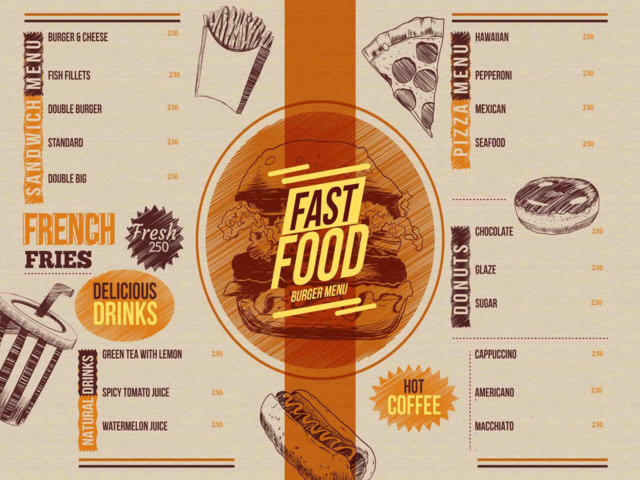 SANDWICH MENU
BURGER & CHEESE 250
FISH FILLETS 250
DOUBLE BURGER 250
STANDARD 250
DOUBLE BIG 250
FRENCH
FRIES
Fresh
250
DELICIOUS
DRINKS
NATURAL DRINKS
GREEN TEA WITH LEMON 250
SPICY TOMATO JUICE 250
WATERMELON JUICE 250
FAST
FOOD
BURGER MENU
PIZZA MENU
HAWAIIAN 250
PEPPERONI 250
MEXICAN 250
SEAFOOD 250
DONUTS
CHOCOLATE 250
GLAZE 250
SUGAR 250
HOT
COFFEE
CAPPUCCINO 250
AMERICANO 250
MACCHIATO 250